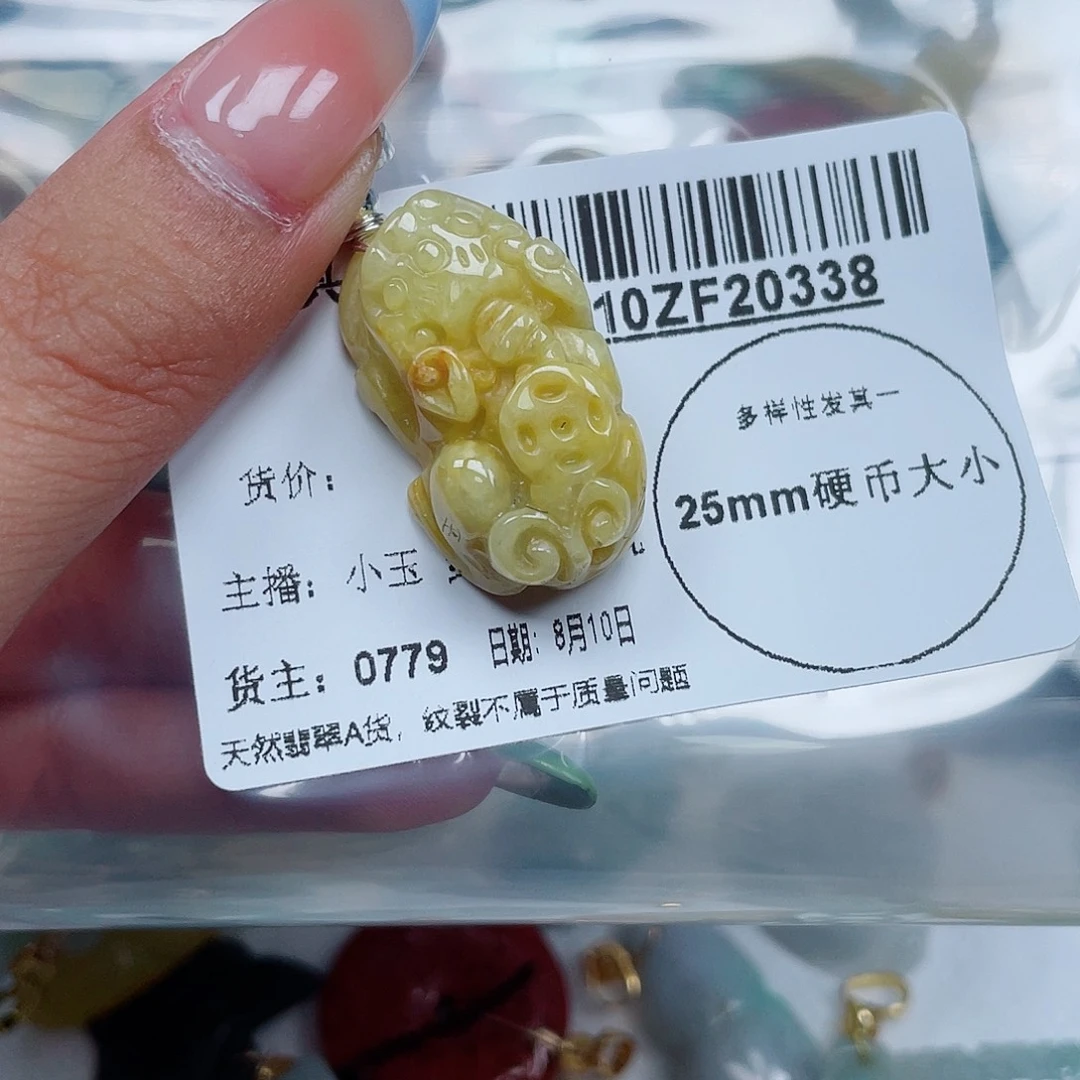 10ZF20338
多样性发其一
25mm硬币大小
货价：
主播：小玉
货主：0779 日期：8月10日
天然翡翠A货，纹裂不属于质量问题